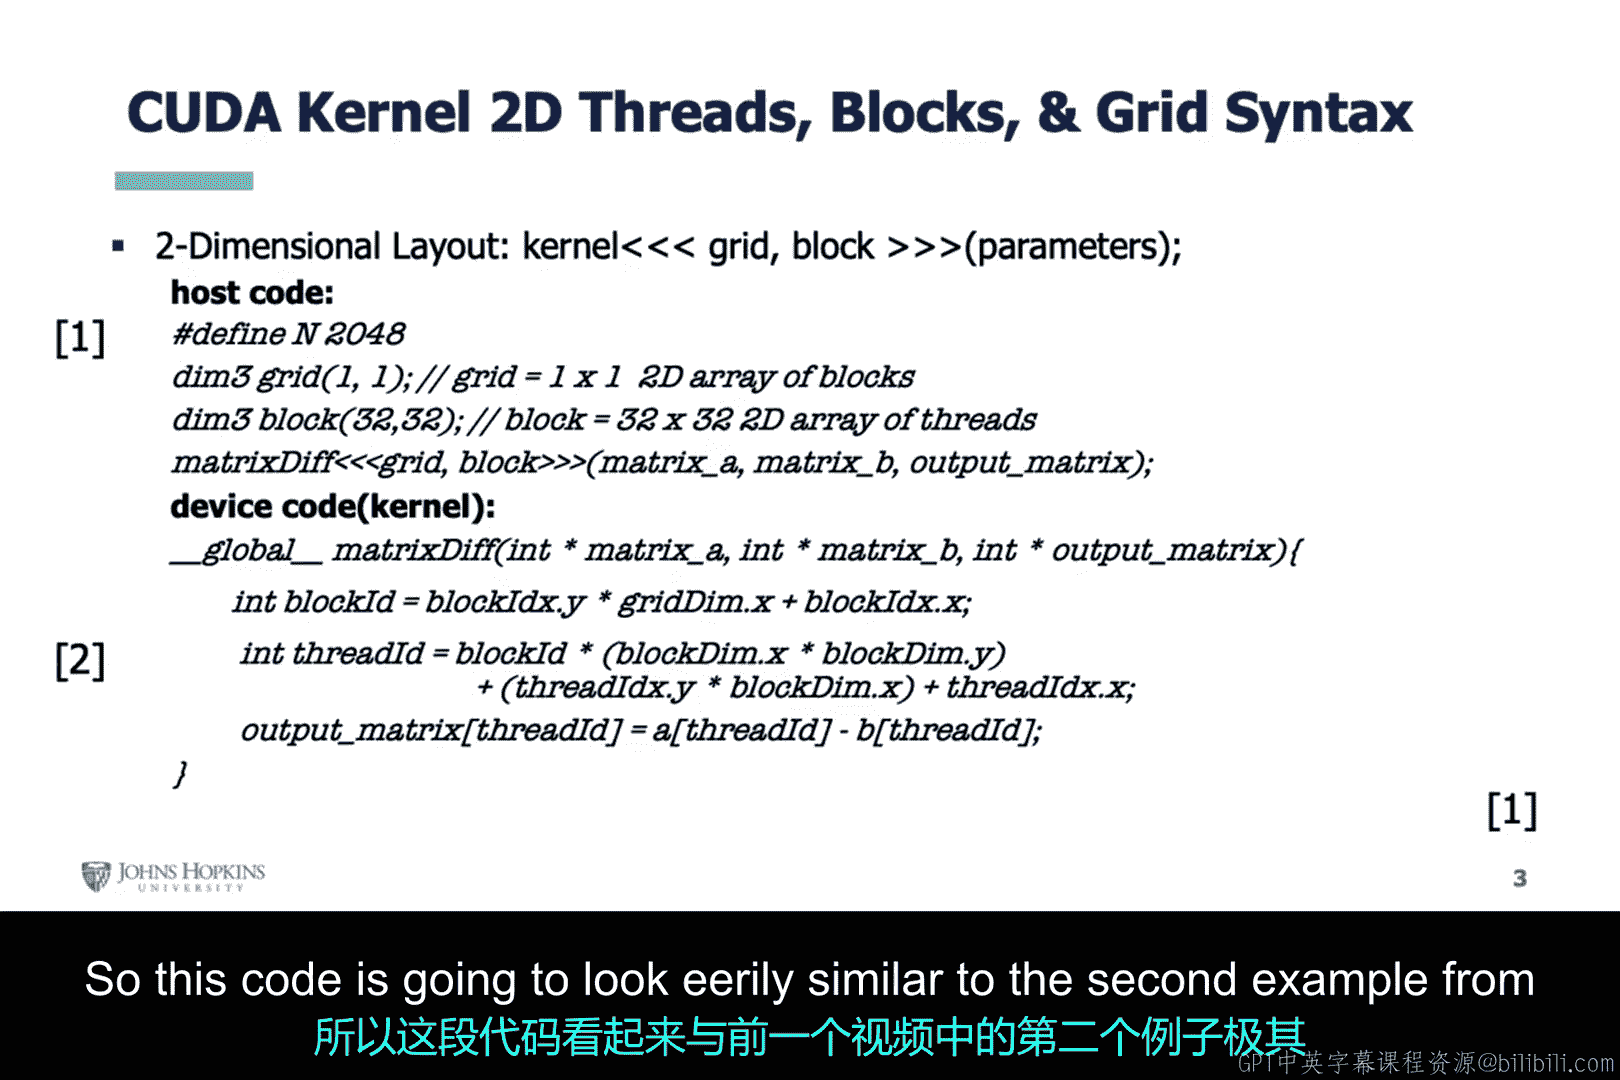 CUDA Kernel 2D Threads, Blocks, & Grid Syntax
▪ 2-Dimensional Layout: kernel<<< grid, block >>>(parameters);
host code:
[1]
#define N 2048
dim3 grid(1, 1); // grid = 1 x 1 2D array of blocks
dim3 block(32,32); // block = 32 x 32 2D array of threads
matrixDiff<<<grid, block>>>(matrix_a, matrix_b, output_matrix);
device code(kernel):
__global__ matrixDiff(int * matrix_a, int * matrix_b, int * output_matrix){
int blockId = blockIdx.y * gridDim.x + blockIdx.x;
[2]
int threadId = blockId * (blockDim.x * blockDim.y)
+ (threadIdx.y * blockDim.x) + threadIdx.x;
output_matrix[threadId] = a[threadId] - b[threadId];
}
[1]
JOHNS HOPKINS
UNIVERSITY
3
So this code is going to look eerily similar to the second example from
所以这段代码看起来与前一个视频中的第二个例子极其
GPT中英字幕课程资源@bilibili.com